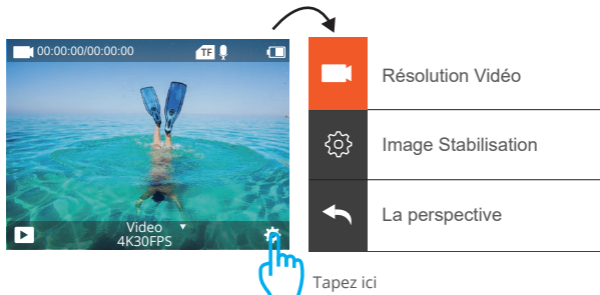 00:00:00/00:00:00
TF
Video
4K30FPS
Résolution Vidéo
Image Stabilisation
La perspective
Tapez ici